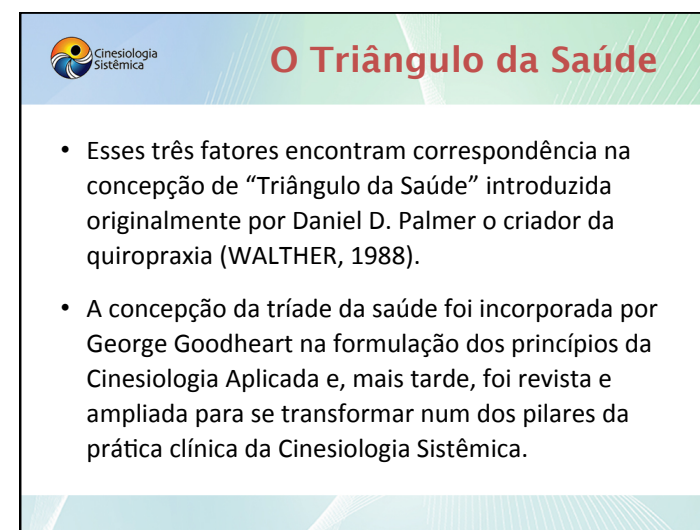 Cinesiologia
Sistêmica
O Triângulo da Saúde
• Esses três fatores encontram correspondência na
concepção de “Triângulo da Saúde” introduzida
originalmente por Daniel D. Palmer o criador da
quiropraxia (WALTHER, 1988).
• A concepção da tríade da saúde foi incorporada por
George Goodheart na formulação dos princípios da
Cinesiologia Aplicada e, mais tarde, foi revista e
ampliada para se transformar num dos pilares da
prática clínica da Cinesiologia Sistêmica.